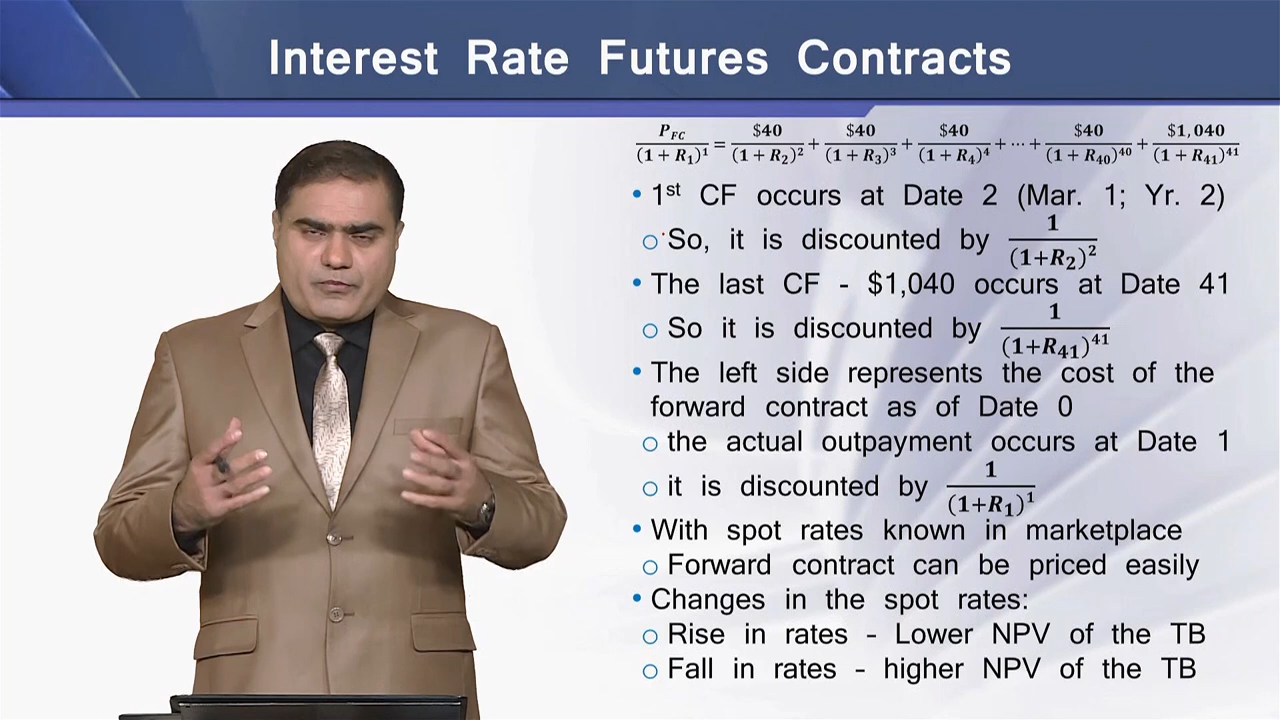 Interest Rate Futures Contracts
P_FC/(1 + R_1)^1 = $40/(1 + R_2)^2 + $40/(1 + R_3)^3 + $40/(1 + R_4)^4 + ⋯ + $40/(1 + R_40)^40 + $1,040/(1 + R_41)^41
• 1st CF occurs at Date 2 (Mar. 1; Yr. 2)
o So, it is discounted by 1/(1+R_2)^2
• The last CF - $1,040 occurs at Date 41
o So it is discounted by 1/(1+R_41)^41
• The left side represents the cost of the
forward contract as of Date 0
o the actual outpayment occurs at Date 1
o it is discounted by 1/(1+R_1)^1
• With spot rates known in marketplace
o Forward contract can be priced easily
• Changes in the spot rates:
o Rise in rates – Lower NPV of the TB
o Fall in rates – higher NPV of the TB